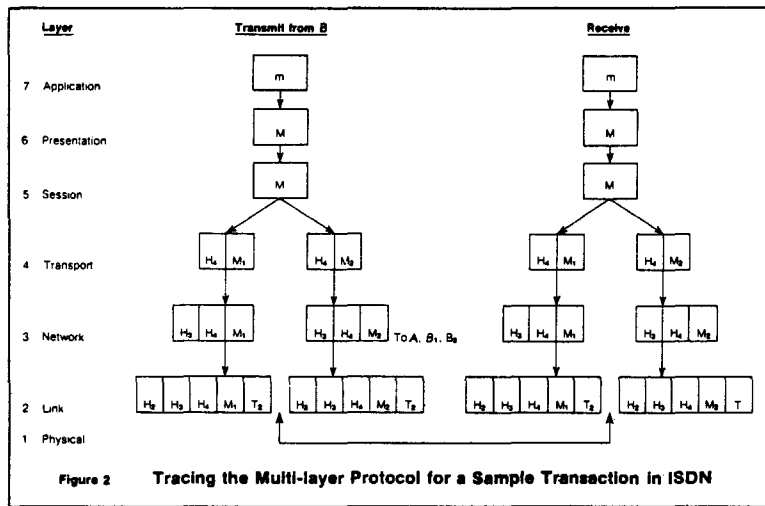 Layer Transmit from B Receive
7 Application m m
6 Presentation M M
5 Session M M
4 Transport H₄ M₁ H₄ M₂ H₄ M₁ H₄ M₂
3 Network H₃ H₄ M₁ H₃ H₄ M₂ To A, B₁, B₂ H₃ H₄ M₁ H₃ H₄ M₂
2 Link H₂ H₃ H₄ M₁ T₂ H₂ H₃ H₄ M₂ T₂ H₂ H₃ H₄ M₁ T₂ H₂ H₃ H₄ M₂ T
1 Physical
Figure 2 Tracing the Multi-layer Protocol for a Sample Transaction in ISDN